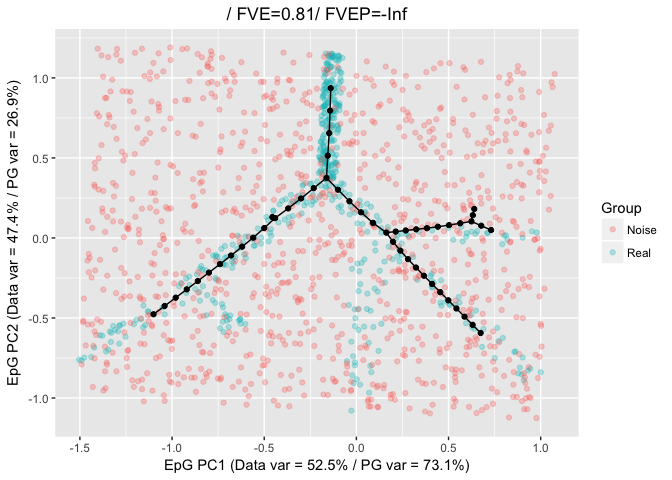 / FVE=0.81/ FVEP=-Inf
EpG PC2 (Data var = 47.4% / PG var = 26.9%)
1.0
0.5
0.0
-0.5
-1.0
-1.5
-1.0
-0.5
0.0
0.5
1.0
EpG PC1 (Data var = 52.5% / PG var = 73.1%)
Group
Noise
Real